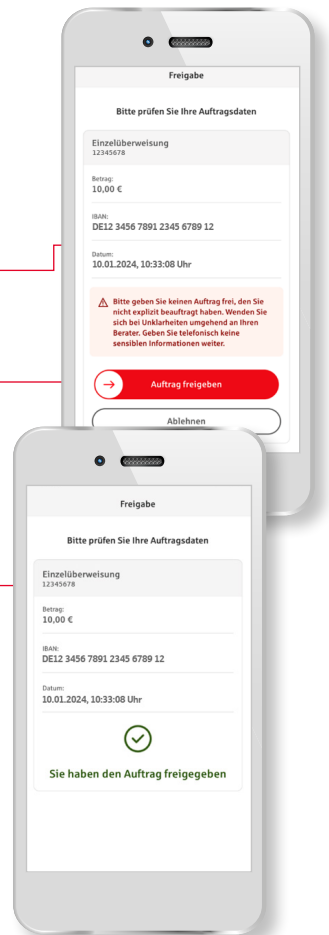 Freigabe
Bitte prüfen Sie Ihre Auftragsdaten
Einzelüberweisung
12345678
Betrag:
10,00 €
IBAN:
DE12 3456 7891 2345 6789 12
Datum:
10.01.2024, 10:33:08 Uhr
Bitte geben Sie keinen Auftrag frei, den Sie
nicht explizit beauftragt haben. Wenden Sie
sich bei Unklarheiten umgehend an Ihren
Berater. Geben Sie telefonisch keine
sensiblen Informationen weiter.
Auftrag freigeben
Ablehnen
Freigabe
Bitte prüfen Sie Ihre Auftragsdaten
Einzelüberweisung
12345678
Betrag:
10,00 €
IBAN:
DE12 3456 7891 2345 6789 12
Datum:
10.01.2024, 10:33:08 Uhr
Sie haben den Auftrag freigegeben